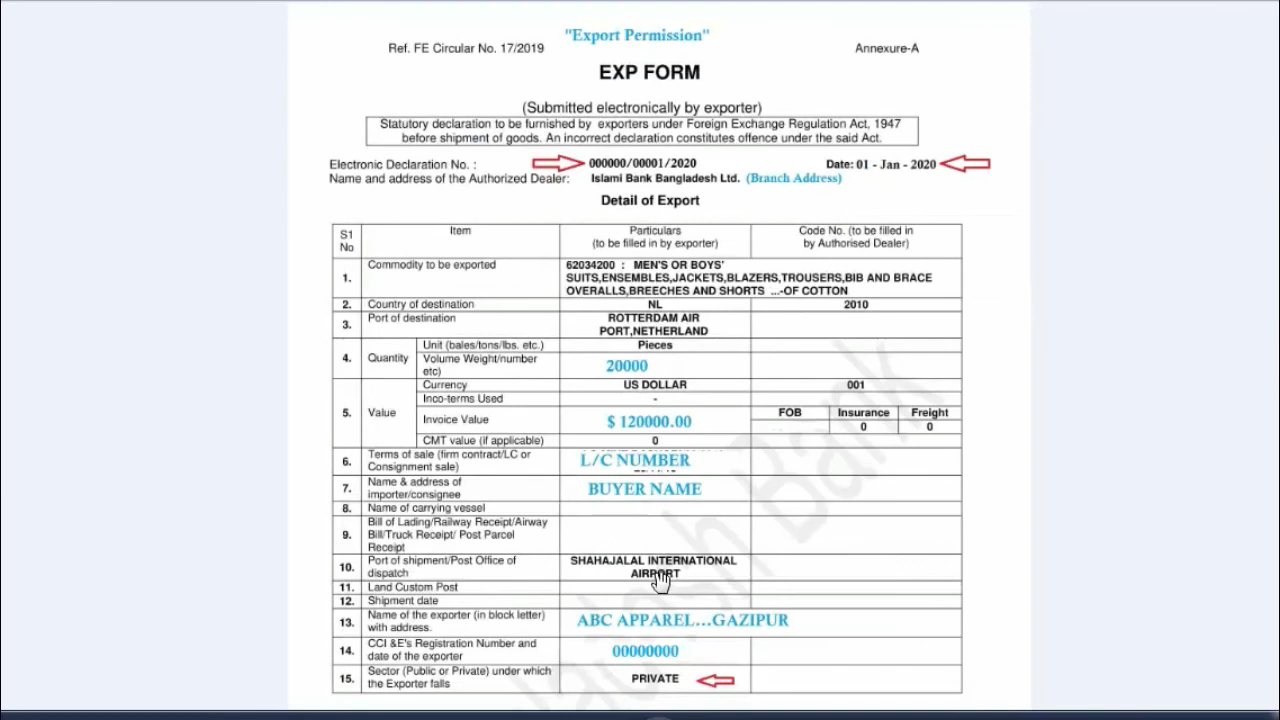 "Export Permission"
Ref. FE Circular No. 17/2019
Annexure-A
EXP FORM
(Submitted electronically by exporter)
Statutory declaration to be furnished by exporters under Foreign Exchange Regulation Act, 1947
before shipment of goods. An incorrect declaration constitutes offence under the said Act.
Electronic Declaration No. : 000000/00001/2020 Date: 01 - Jan - 2020
Name and address of the Authorized Dealer: Islami Bank Bangladesh Ltd. (Branch Address)
Detail of Export
S1 No
Item
Particulars
(to be filled in by exporter)
Code No. (to be filled in
by Authorised Dealer)
1.
Commodity to be exported
62034200 : MEN'S OR BOYS'
SUITS,ENSEMBLES,JACKETS,BLAZERS,TROUSERS,BIB AND BRACE
OVERALLS,BREECHES AND SHORTS ...-OF COTTON
2. Country of destination NL 2010
3. Port of destination
ROTTERDAM AIR
PORT,NETHERLAND
4. Quantity
Unit (bales/tons/lbs. etc.) Pieces
Volume Weight/number
etc)
20000
5. Value
Currency US DOLLAR 001
Inco-terms Used -
Invoice Value $ 120000.00
FOB Insurance Freight
0 0
CMT value (if applicable) 0
6.
Terms of sale (firm contract/LC or
Consignment sale)
L/C NUMBER
7.
Name & address of
importer/consignee
BUYER NAME
8. Name of carrying vessel
9.
Bill of Lading/Railway Receipt/Airway
Bill/Truck Receipt/ Post Parcel
Receipt
10.
Port of shipment/Post Office of
dispatch
SHAHAJALAL INTERNATIONAL
AIRPORT
11. Land Custom Post
12. Shipment date
13.
Name of the exporter (in block letter)
with address.
ABC APPAREL...GAZIPUR
14.
CCI &E's Registration Number and
date of the exporter
00000000
15.
Sector (Public or Private) under which
the Exporter falls
PRIVATE
Bank